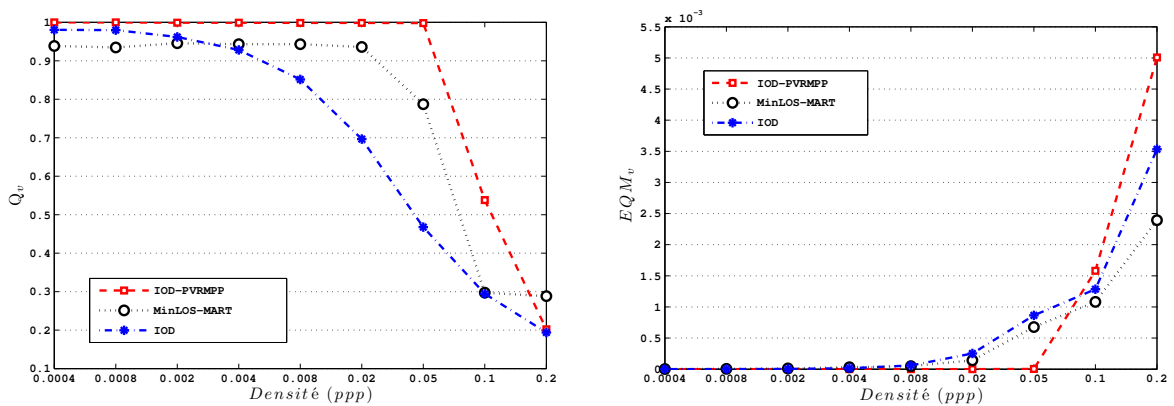 1
0.9
0.8
0.7
0.6
0.5
0.4
0.3
0.2
0.1
Q_v
IOD-PVRMPP
MinLOS-MART
IOD
0.0004 0.0008 0.002 0.004 0.008 0.02 0.05 0.1 0.2
Densité (ppp)
x 10⁻³
5.5
5
4.5
4
3.5
3
2.5
2
1.5
1
0.5
0
EQM_v
IOD-PVRMPP
MinLOS-MART
IOD
0.0004 0.0008 0.002 0.004 0.008 0.02 0.05 0.1 0.2
Densité (ppp)